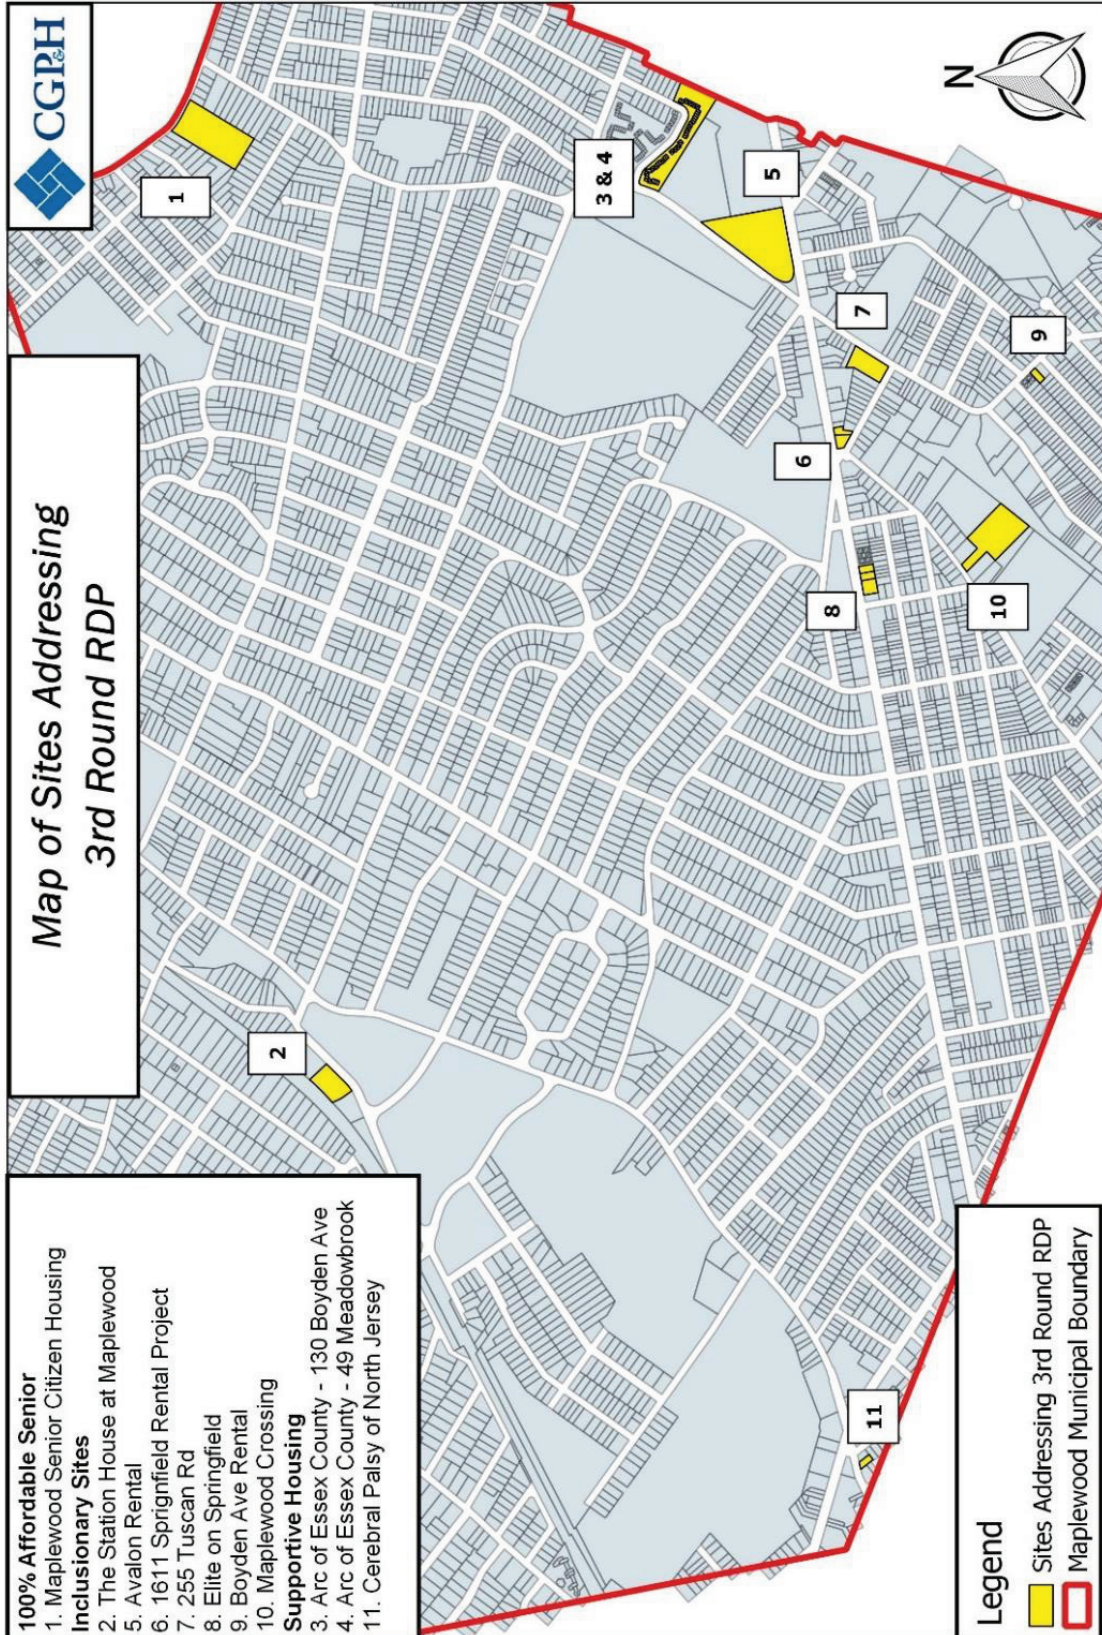 CGP&H
Map of Sites Addressing
3rd Round RDP
100% Affordable Senior
1. Maplewood Senior Citizen Housing
Inclusionary Sites
2. The Station House at Maplewood
5. Avalon Rental
6. 1611 Sprignfield Rental Project
7. 255 Tuscan Rd
8. Elite on Springfield
9. Boyden Ave Rental
10. Maplewood Crossing
Supportive Housing
3. Arc of Essex County - 130 Boyden Ave
4. Arc of Essex County - 49 Meadowbrook
11. Cerebral Palsy of North Jersey
1
2
3 & 4
5
6
7
8
9
10
11
N
Legend
Sites Addressing 3rd Round RDP
Maplewood Municipal Boundary